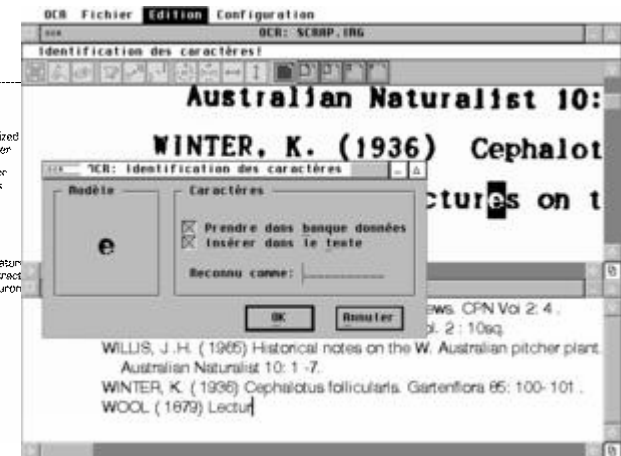 OCR Fichier Edition Configuration
OCR: SCRAP.IMG
Identification des caractères!
Australian Naturalist 10:
WINTER, K. (1936) Cephalot
ctures on t
OCR: Identification des caractères
Modèle
e
Caractères
Prendre dans banque données
Insérer dans le texte
Reconnu comme:
OK
Annuler
ews. CPN Vol 2: 4.
ol. 2 : 10sq.
WILLIS, J.H. (1965) Historical notes on the W. Australian pitcher plant.
Australian Naturalist 10: 1 -7.
WINTER, K. (1936) Cephalotus follicularis. Gartenflora 85: 100- 101 .
WOOL (1679) Lectur